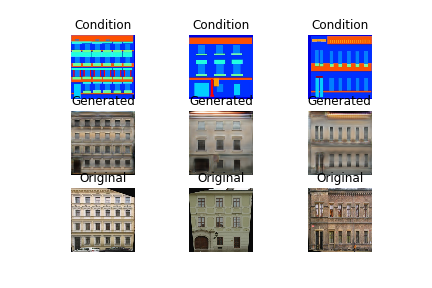 Condition Condition Condition
Generated Generated Generated
Original Original Original